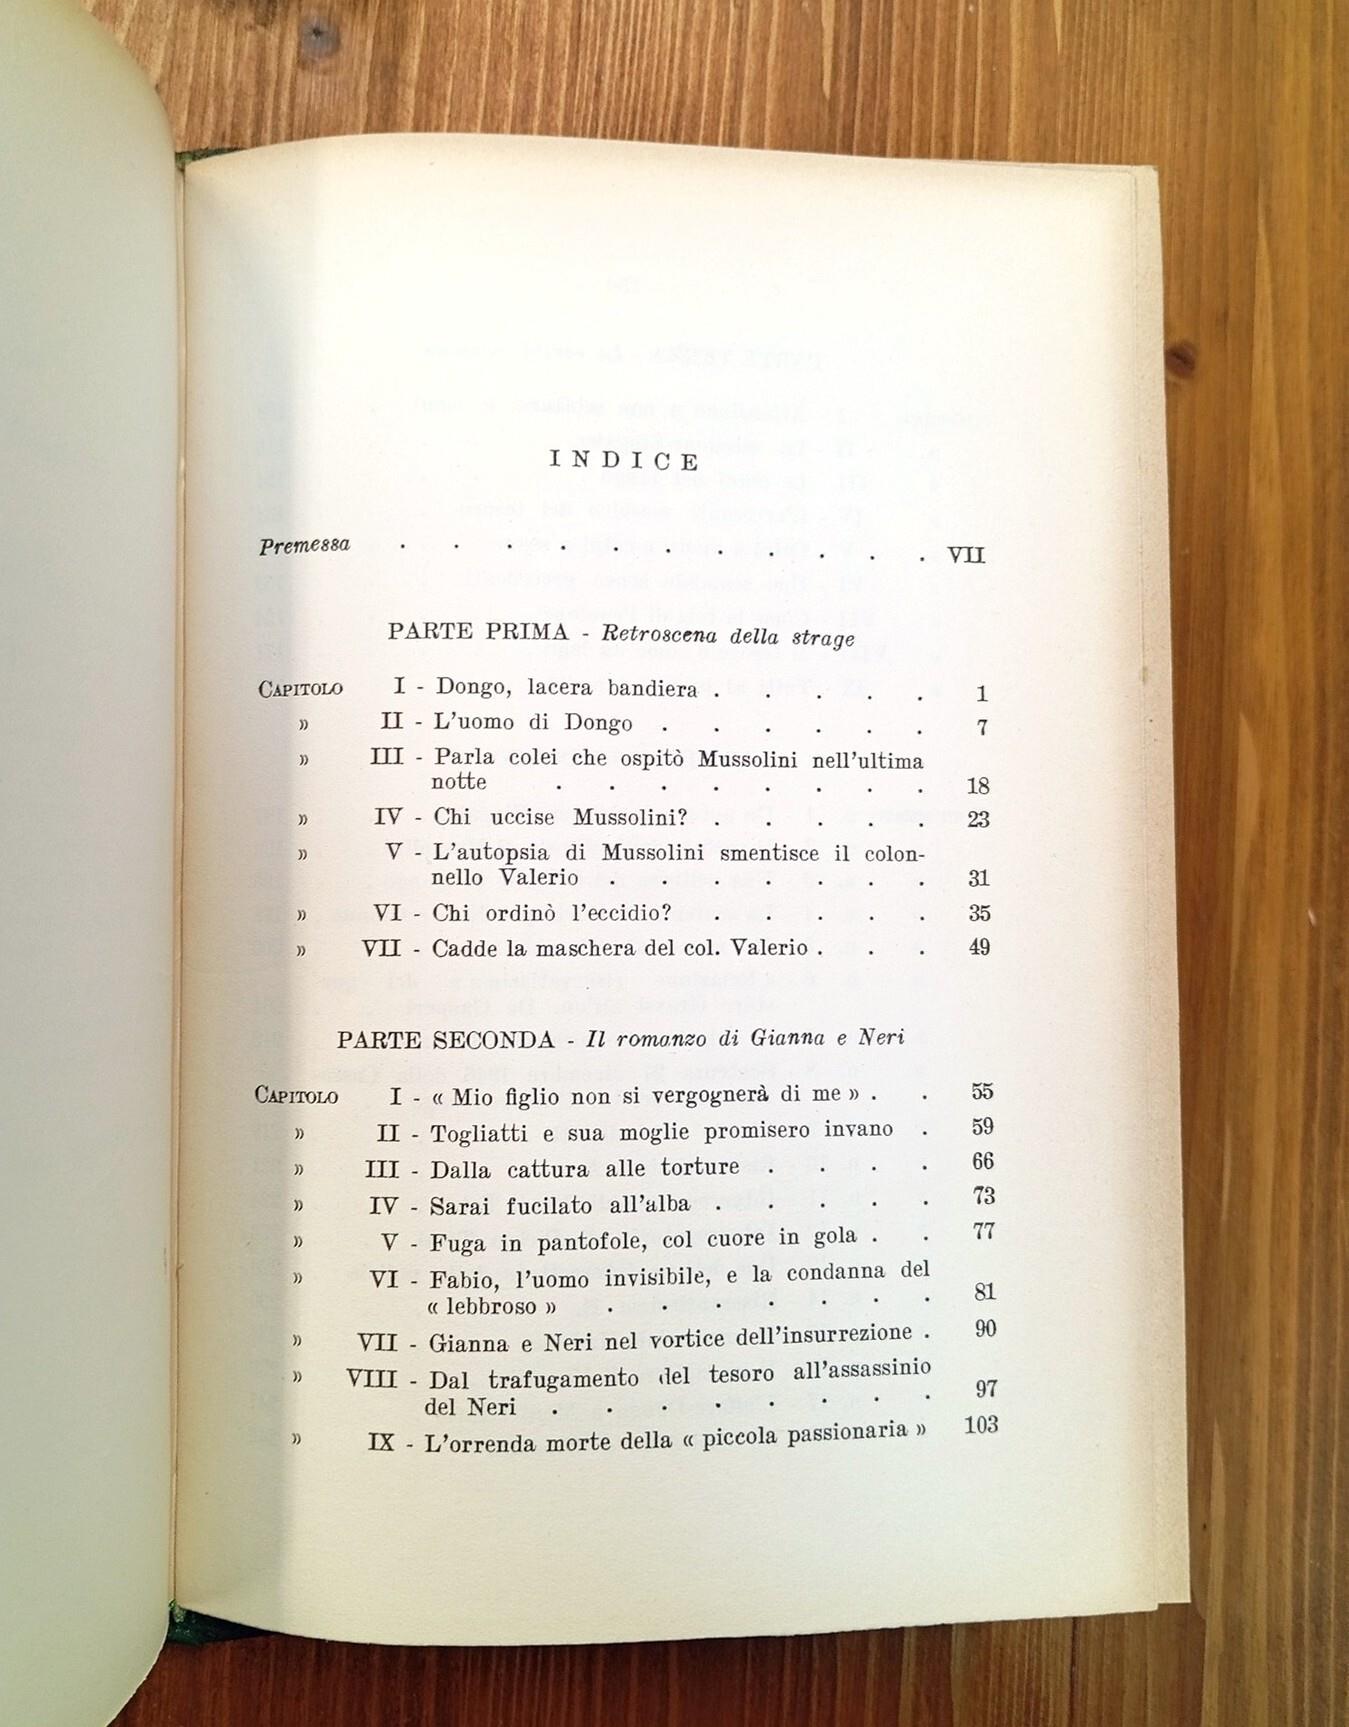 INDICE
Premessa . . . . . . . . . . . VII
PARTE PRIMA - Retroscena della strage
CAPITOLO I - Dongo, lacera bandiera . . . . . 1
» II - L'uomo di Dongo . . . . . . 7
» III - Parla colei che ospitò Mussolini nell'ultima
notte . . . . . . . . 18
» IV - Chi uccise Mussolini? . . . . . 23
» V - L'autopsia di Mussolini smentisce il colon-
nello Valerio . . . . . . . 31
» VI - Chi ordinò l'eccidio? . . . . . 35
» VII - Cadde la maschera del col. Valerio . . . 49
PARTE SECONDA - Il romanzo di Gianna e Neri
CAPITOLO I - « Mio figlio non si vergognerà di me » . . 55
» II - Togliatti e sua moglie promisero invano . 59
» III - Dalla cattura alle torture . . . . 66
» IV - Sarai fucilato all'alba . . . . . 73
» V - Fuga in pantofole, col cuore in gola . . 77
» VI - Fabio, l'uomo invisibile, e la condanna del
« lebbroso » . . . . . . . 81
» VII - Gianna e Neri nel vortice dell'insurrezione . 90
» VIII - Dal trafugamento del tesoro all'assassinio
del Neri . . . . . . . . 97
» IX - L'orrenda morte della « piccola passionaria » 103